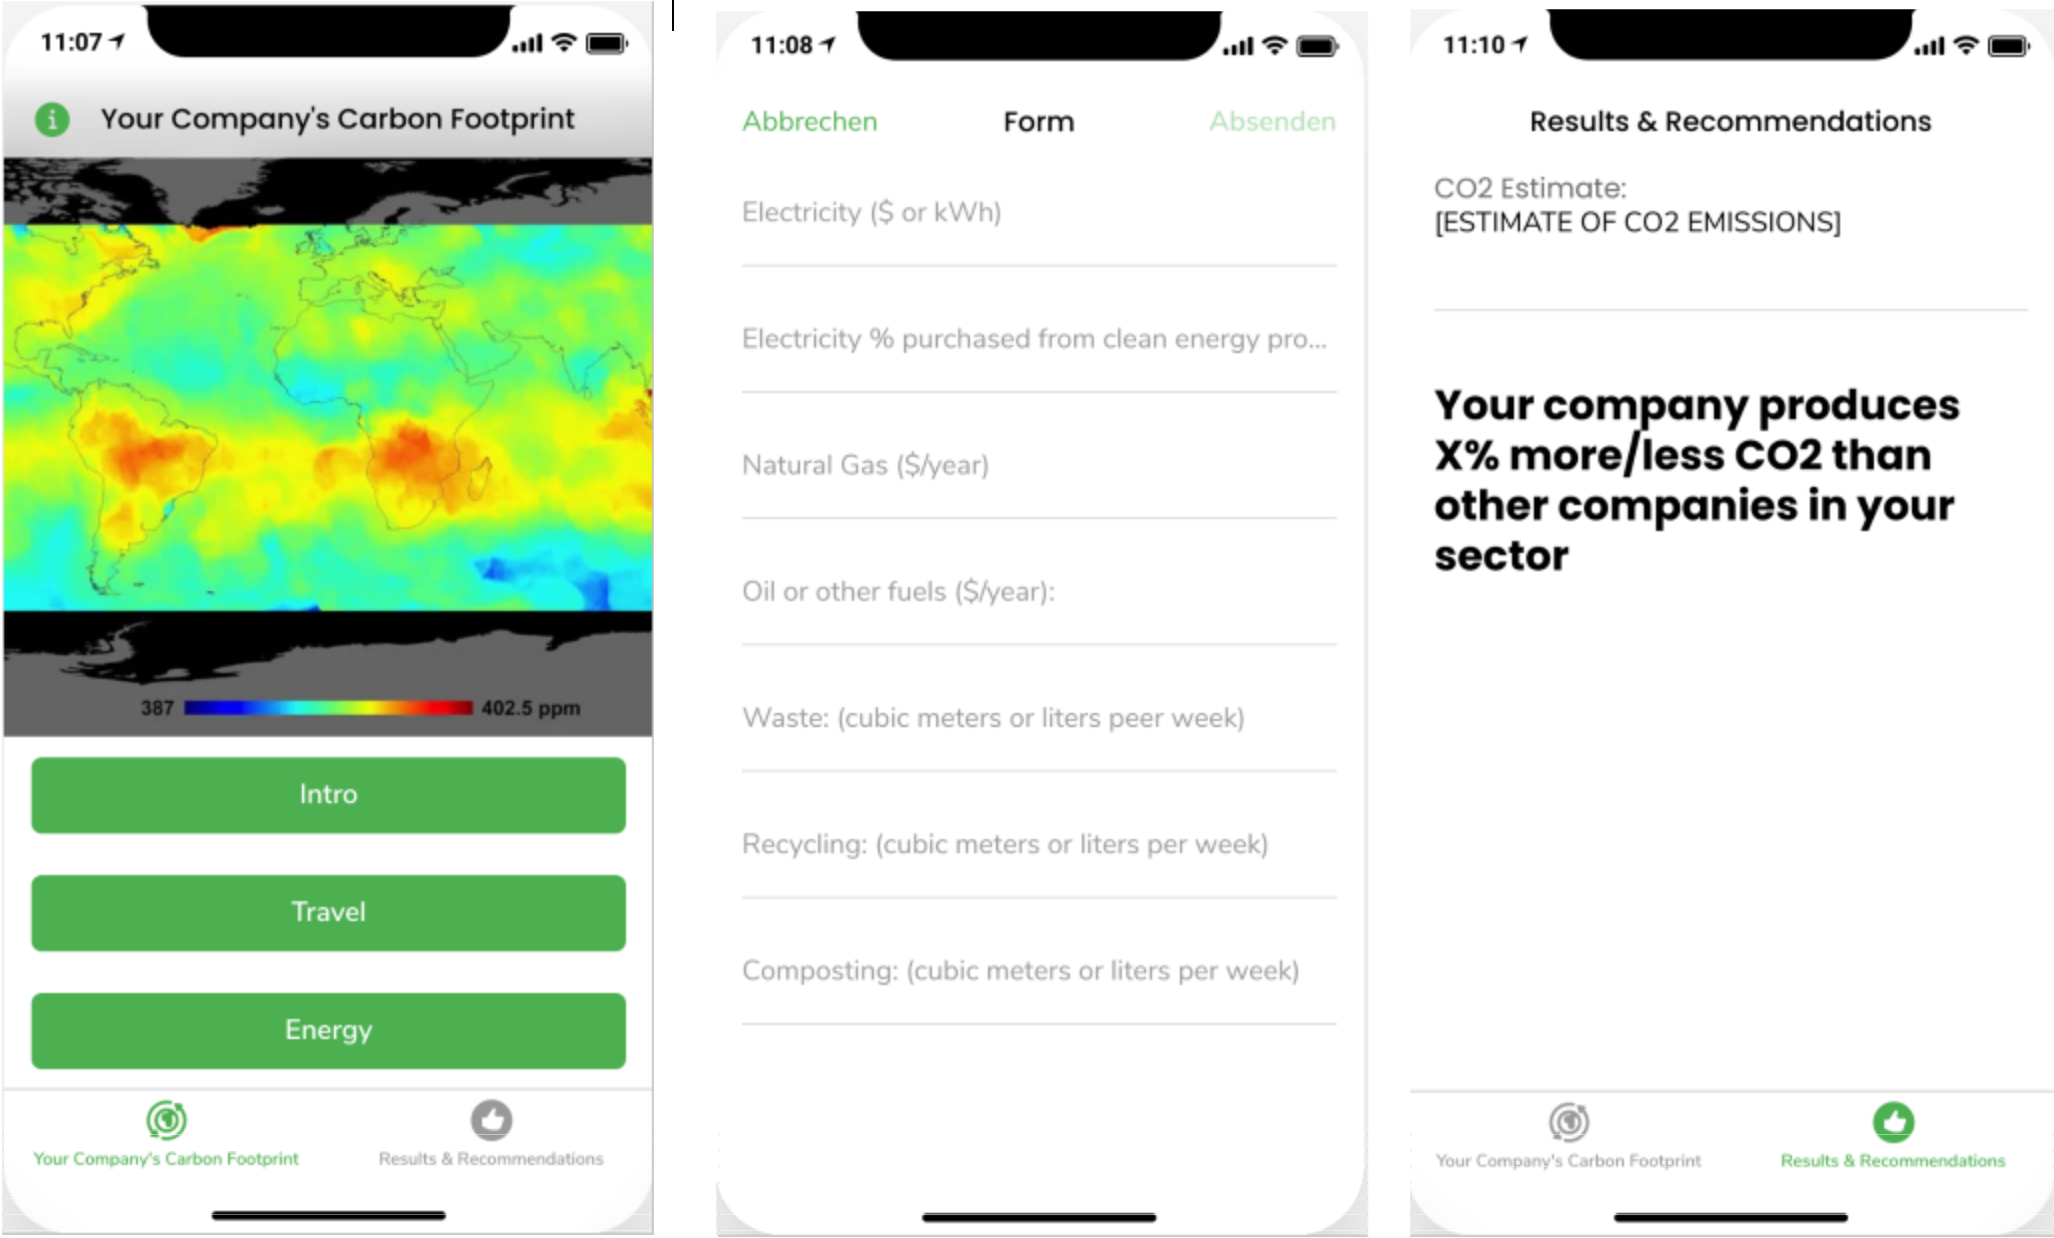 11:07
Your Company's Carbon Footprint
387
402.5 ppm
Intro
Travel
Energy
Your Company's Carbon Footprint
Results & Recommendations
11:08
Abbrechen
Form
Absenden
Electricity ($ or kWh)
Electricity % purchased from clean energy pro...
Natural Gas ($/year)
Oil or other fuels ($/year):
Waste: (cubic meters or liters peer week)
Recycling: (cubic meters or liters per week)
Composting: (cubic meters or liters per week)
11:10
Results & Recommendations
CO2 Estimate:
[ESTIMATE OF CO2 EMISSIONS]
Your company produces
X% more/less CO2 than
other companies in your
sector
Your Company's Carbon Footprint
Results & Recommendations